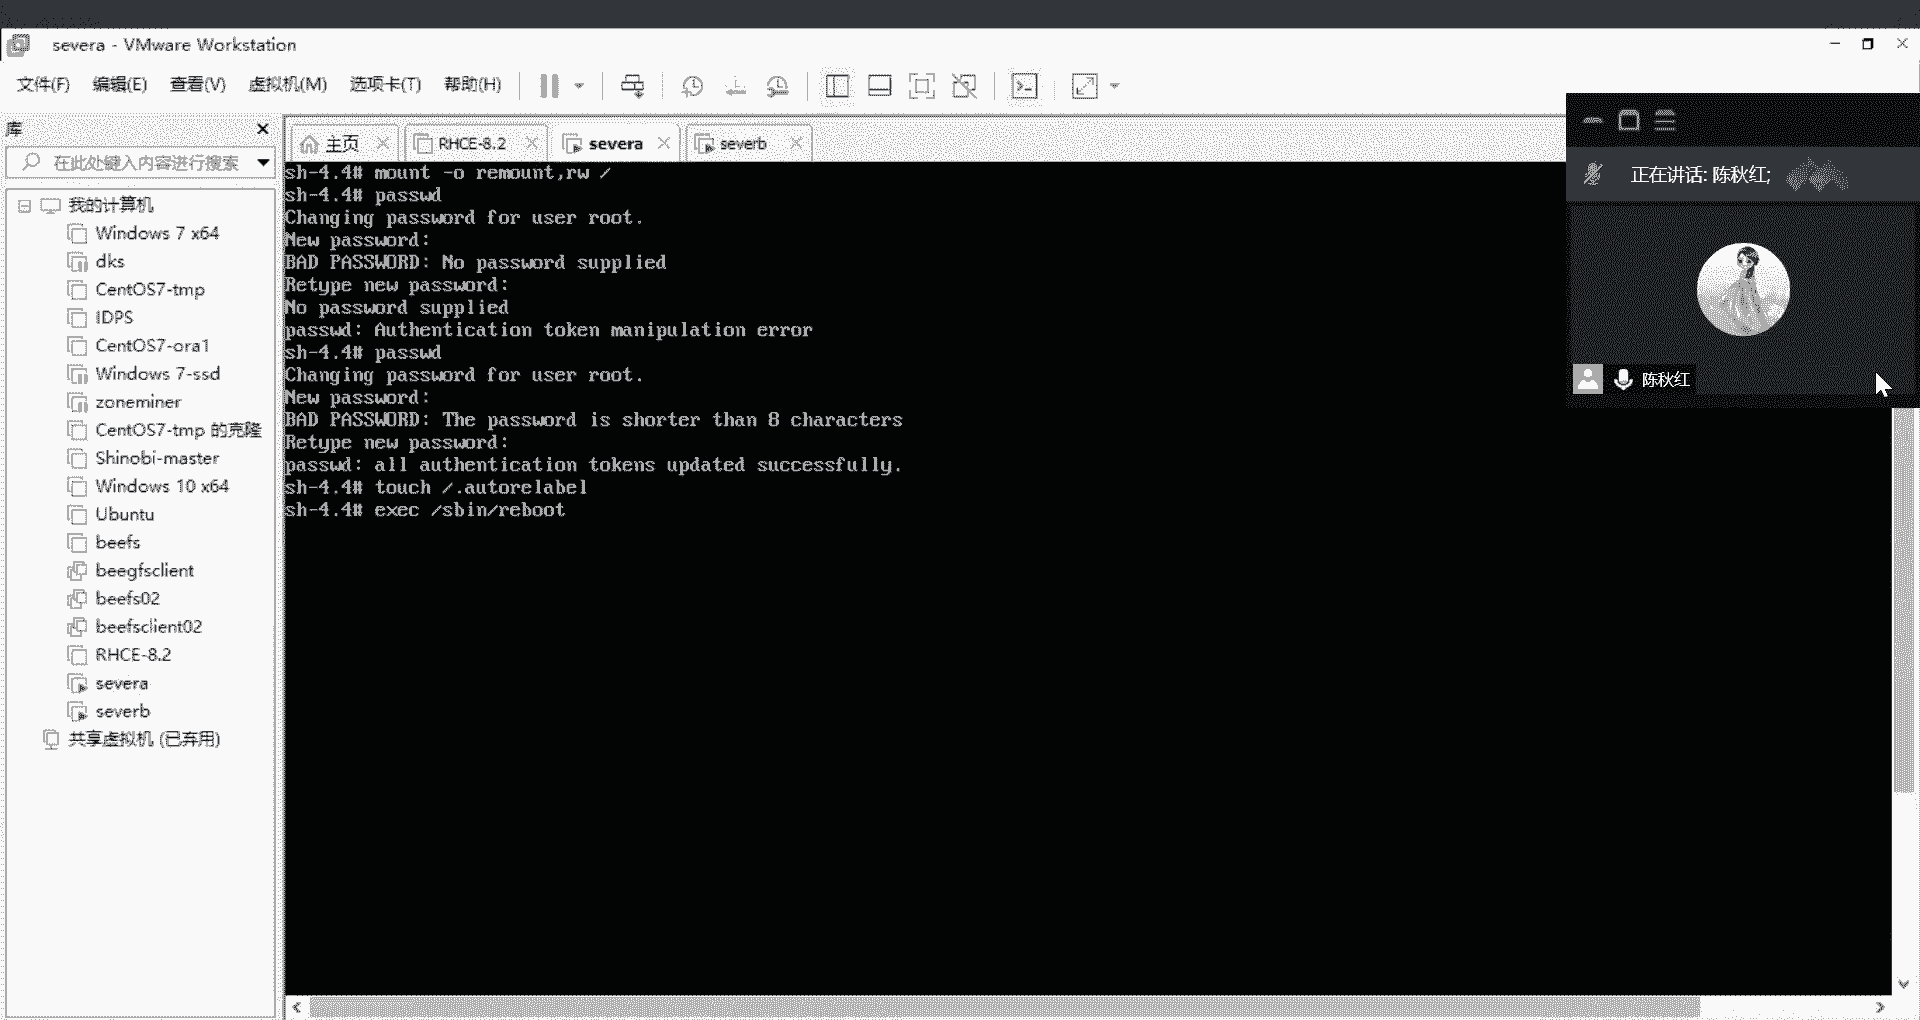 severa - VMware Workstation
文件(F) 编辑(E) 查看(V) 虚拟机(M) 选项卡(T) 帮助(H)
库
在此处键入内容进行搜索
我的计算机
Windows 7 x64
dks
CentOS7-tmp
IDPS
CentOS7-ora1
Windows 7-ssd
zoneminer
CentOS7-tmp 的克隆
Shinobi-master
Windows 10 x64
Ubuntu
beefs
beegfsclient
beefs02
beefsclient02
RHCE-8.2
severa
severb
共享虚拟机 (已弃用)
主页 RHCE-8.2 severa severb
sh-4.4# mount -o remount,rw /
sh-4.4# passwd
Changing password for user root.
New password:
BAD PASSWORD: No password supplied
Retype new password:
No password supplied
passwd: Authentication token manipulation error
sh-4.4# passwd
Changing password for user root.
New password:
BAD PASSWORD: The password is shorter than 8 characters
Retype new password:
passwd: all authentication tokens updated successfully.
sh-4.4# touch /.autorelabel
sh-4.4# exec /sbin/reboot
正在讲话: 陈秋红;
陈秋红